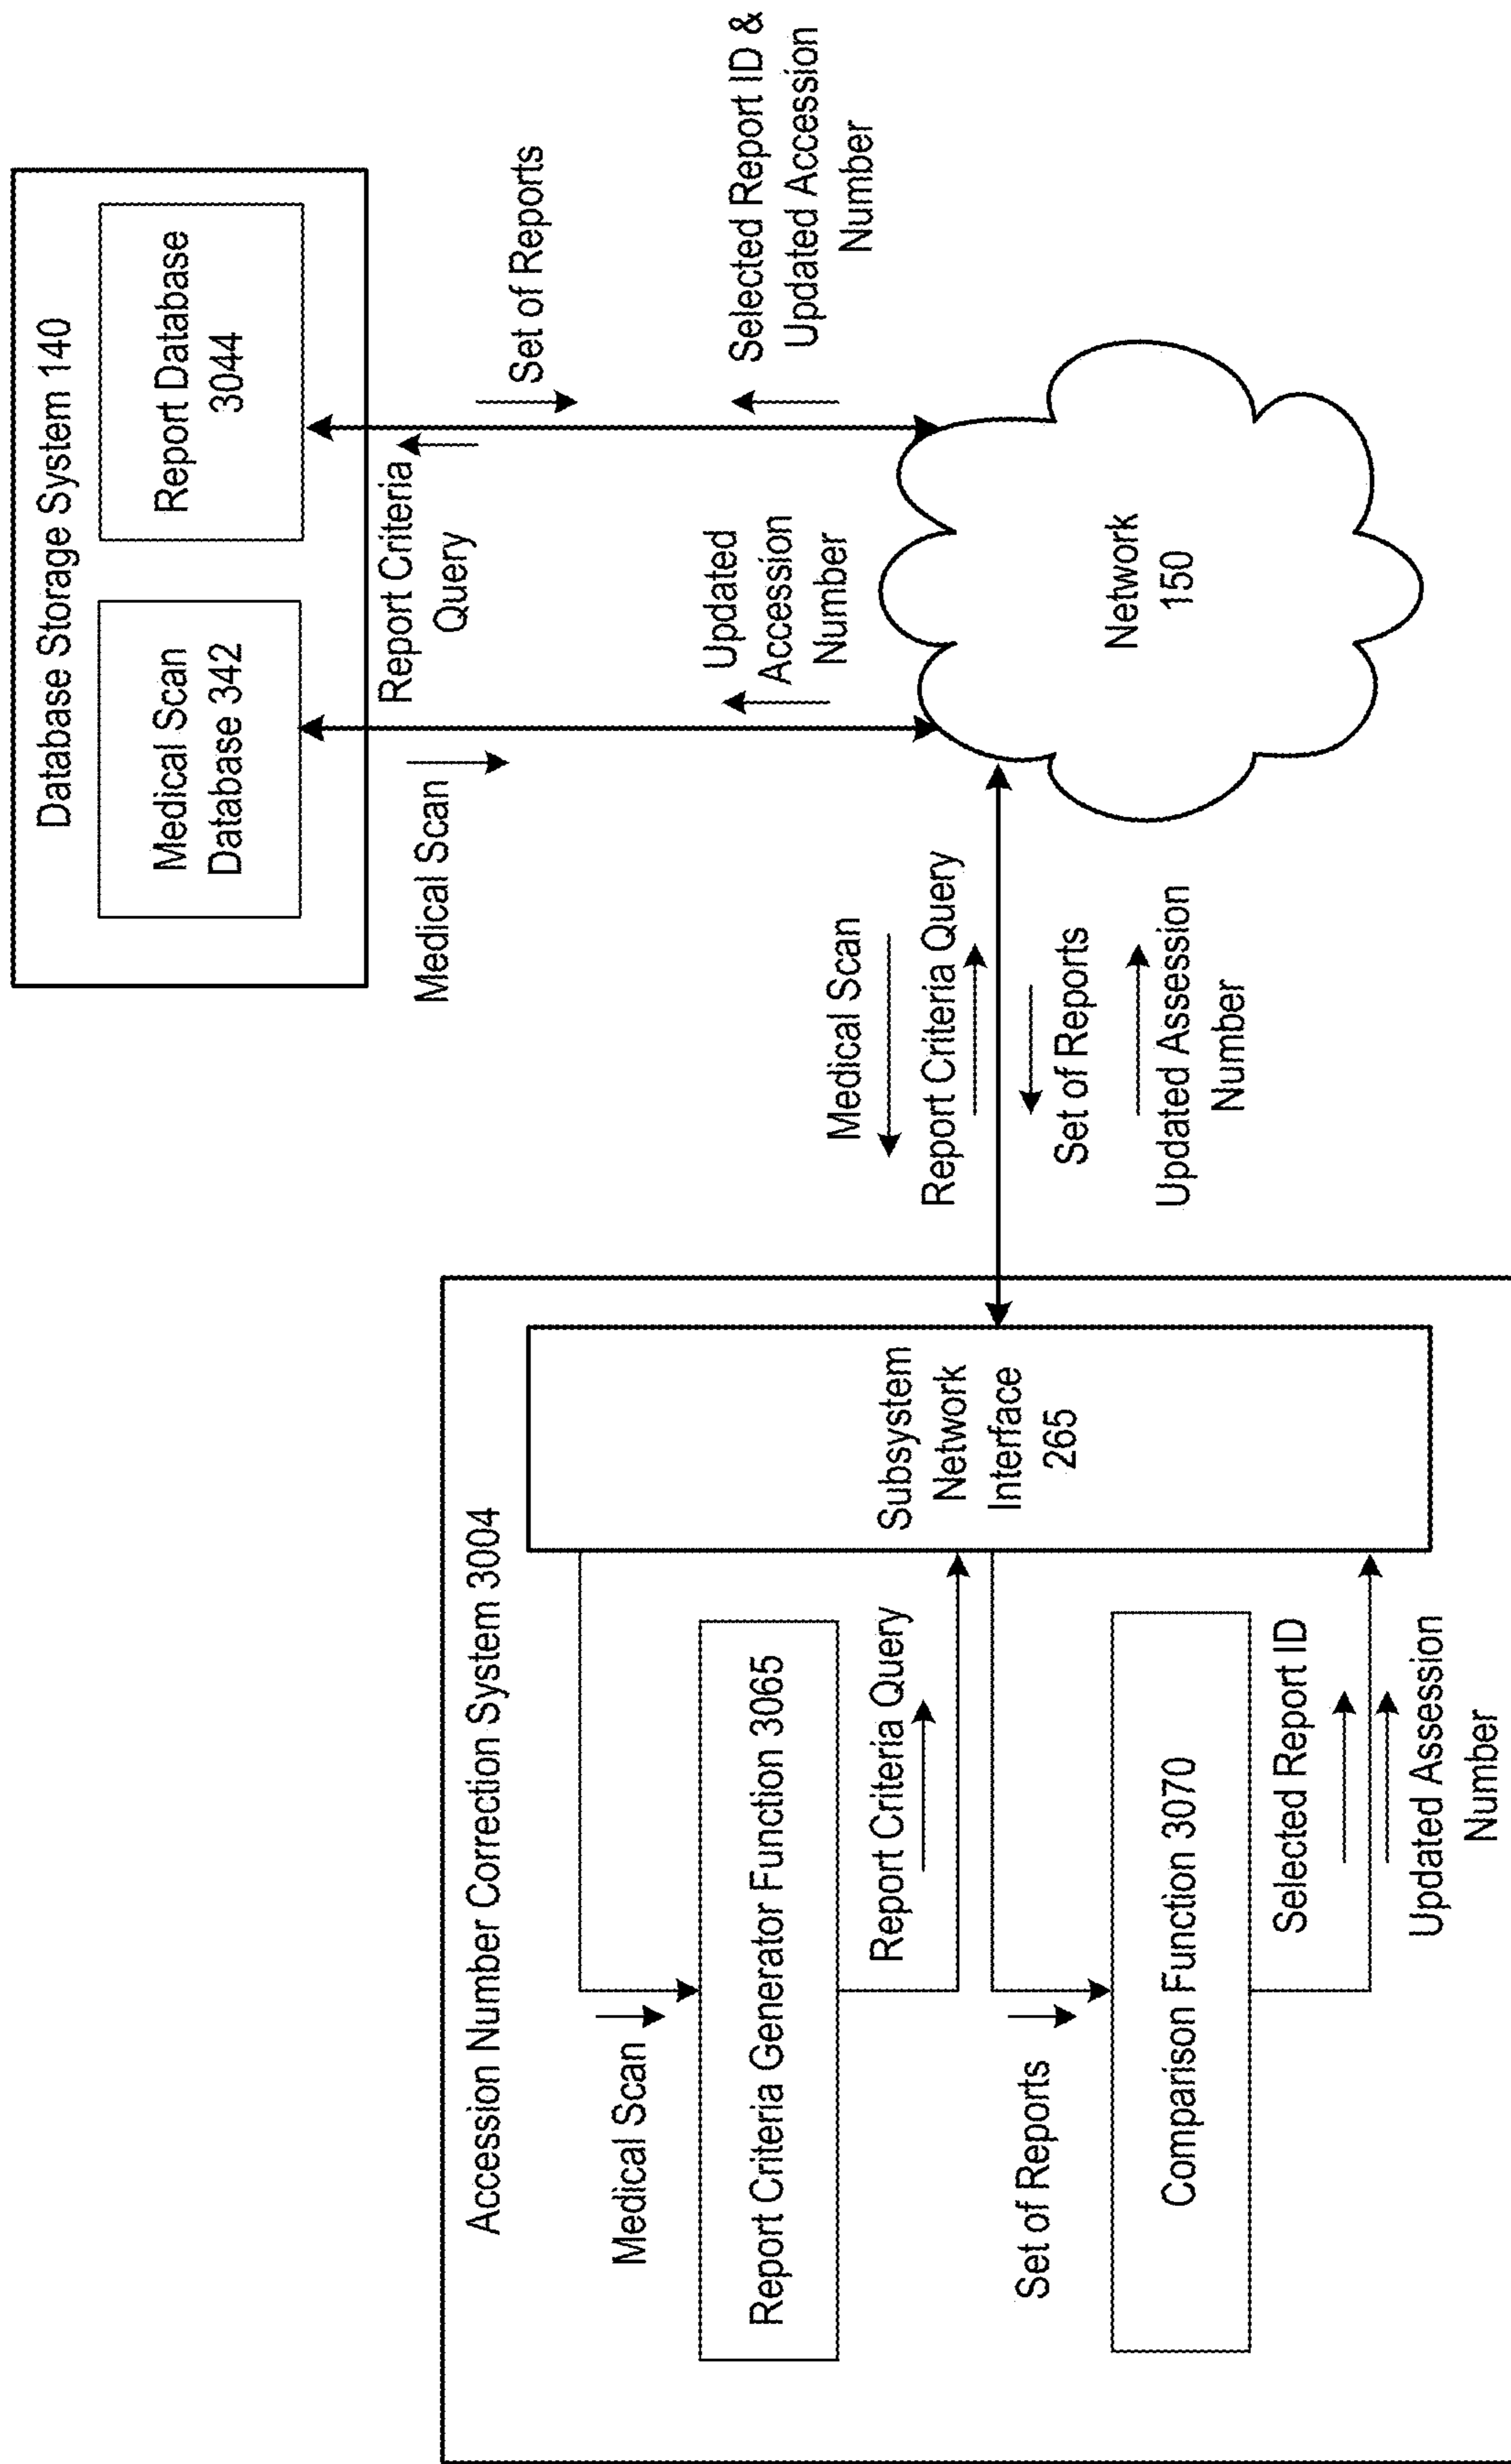 Database Storage System 140
Medical Scan
Database 342
Report Database
3044
Medical Scan
Report Criteria
Query
Set of Reports
Updated
Accession
Number
Selected Report ID &
Updated Accession
Number
Network
150
Medical Scan
Report Criteria Query
Set of Reports
Updated Assession
Number
Accession Number Correction System 3004
Subsystem
Network
Interface
265
Medical Scan
Report Criteria Generator Function 3065
Report Criteria Query
Set of Reports
Comparison Function 3070
Selected Report ID
Updated Assession
Number